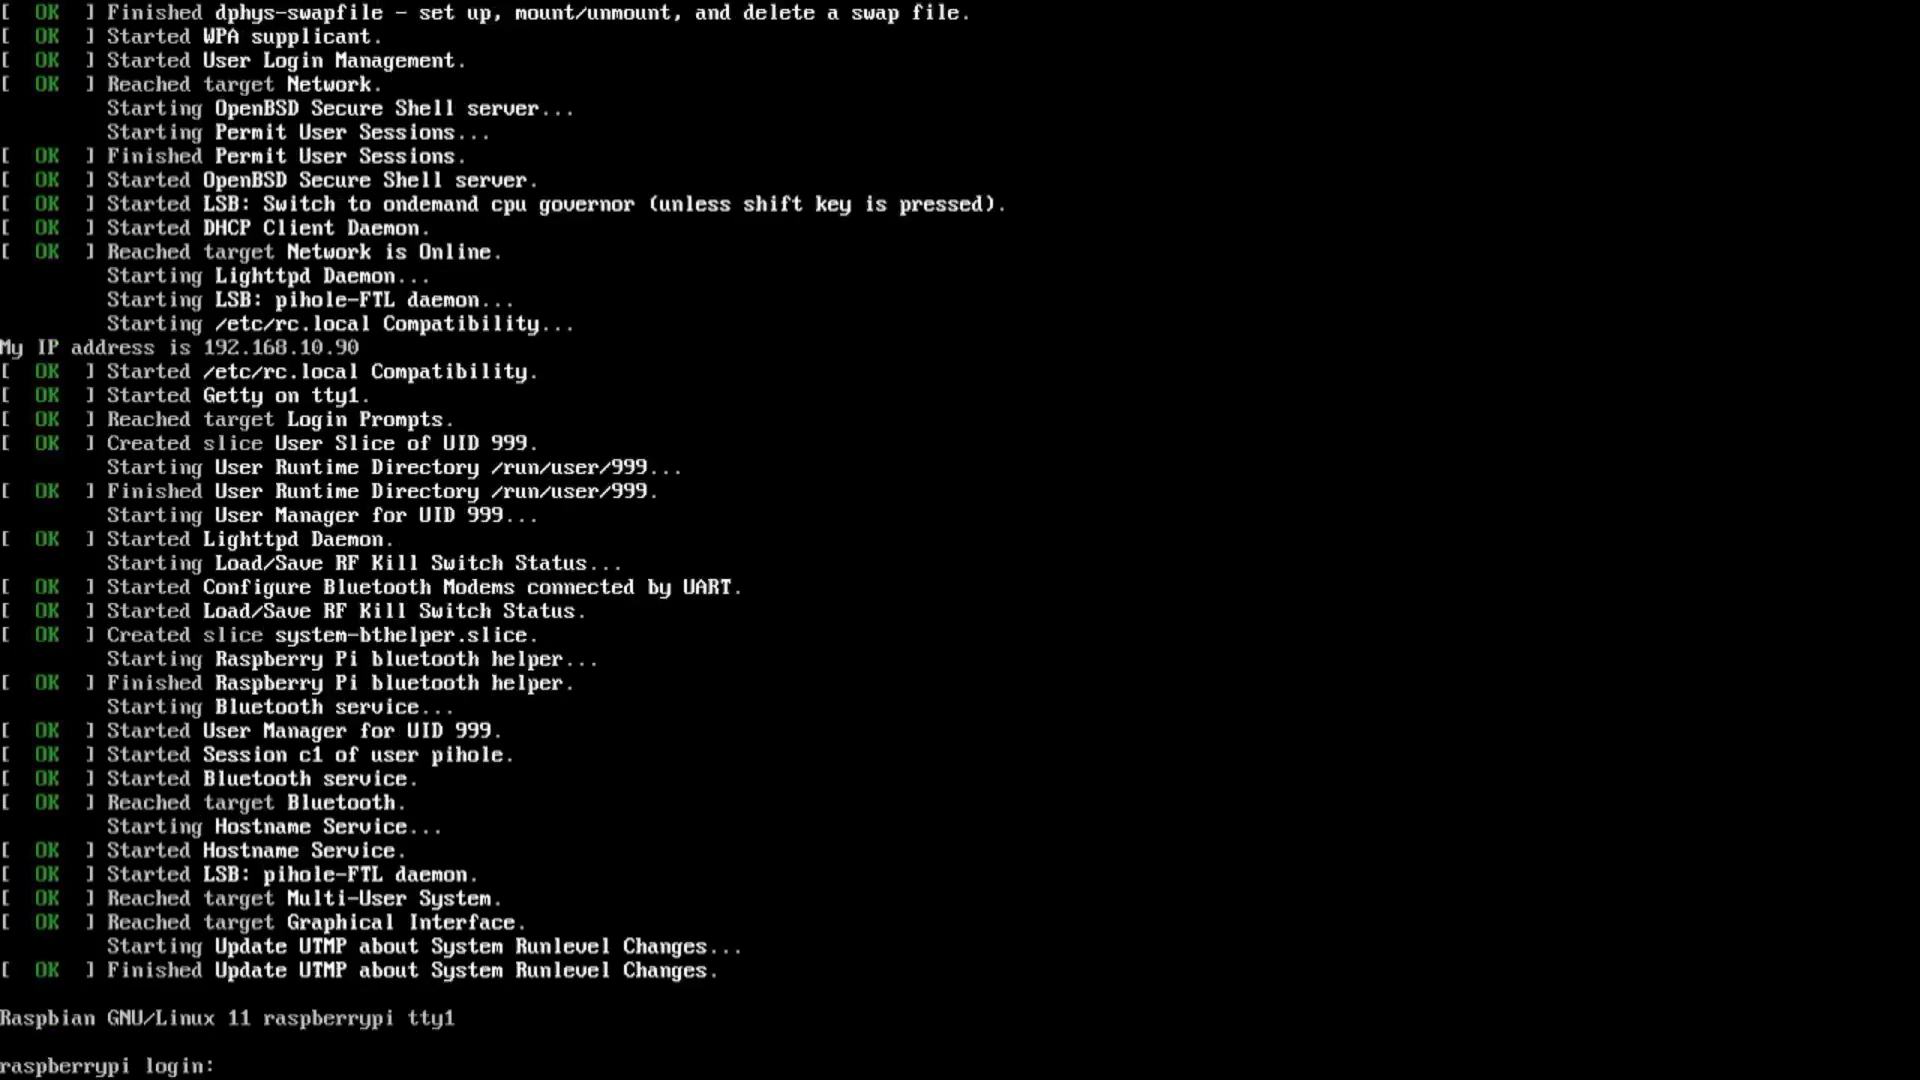 [  OK  ] Finished dphys-swapfile - set up, mount/unmount, and delete a swap file.
[  OK  ] Started WPA supplicant.
[  OK  ] Started User Login Management.
[  OK  ] Reached target Network.
         Starting OpenBSD Secure Shell server...
         Starting Permit User Sessions...
[  OK  ] Finished Permit User Sessions.
[  OK  ] Started OpenBSD Secure Shell server.
[  OK  ] Started LSB: Switch to ondemand cpu governor (unless shift key is pressed).
[  OK  ] Started DHCP Client Daemon.
[  OK  ] Reached target Network is Online.
         Starting Lighttpd Daemon...
         Starting LSB: pihole-FTL daemon...
         Starting /etc/rc.local Compatibility...
My IP address is 192.168.10.90
[  OK  ] Started /etc/rc.local Compatibility.
[  OK  ] Started Getty on tty1.
[  OK  ] Reached target Login Prompts.
[  OK  ] Created slice User Slice of UID 999.
         Starting User Runtime Directory /run/user/999...
[  OK  ] Finished User Runtime Directory /run/user/999.
         Starting User Manager for UID 999...
[  OK  ] Started Lighttpd Daemon.
         Starting Load/Save RF Kill Switch Status...
[  OK  ] Started Configure Bluetooth Modems connected by UART.
[  OK  ] Started Load/Save RF Kill Switch Status.
[  OK  ] Created slice system-bthelper.slice.
         Starting Raspberry Pi bluetooth helper...
[  OK  ] Finished Raspberry Pi bluetooth helper.
         Starting Bluetooth service...
[  OK  ] Started User Manager for UID 999.
[  OK  ] Started Session c1 of user pihole.
[  OK  ] Started Bluetooth service.
[  OK  ] Reached target Bluetooth.
         Starting Hostname Service...
[  OK  ] Started Hostname Service.
[  OK  ] Started LSB: pihole-FTL daemon.
[  OK  ] Reached target Multi-User System.
[  OK  ] Reached target Graphical Interface.
         Starting Update UTMP about System Runlevel Changes...
[  OK  ] Finished Update UTMP about System Runlevel Changes.
Raspbian GNU/Linux 11 raspberrypi tty1
raspberrypi login: